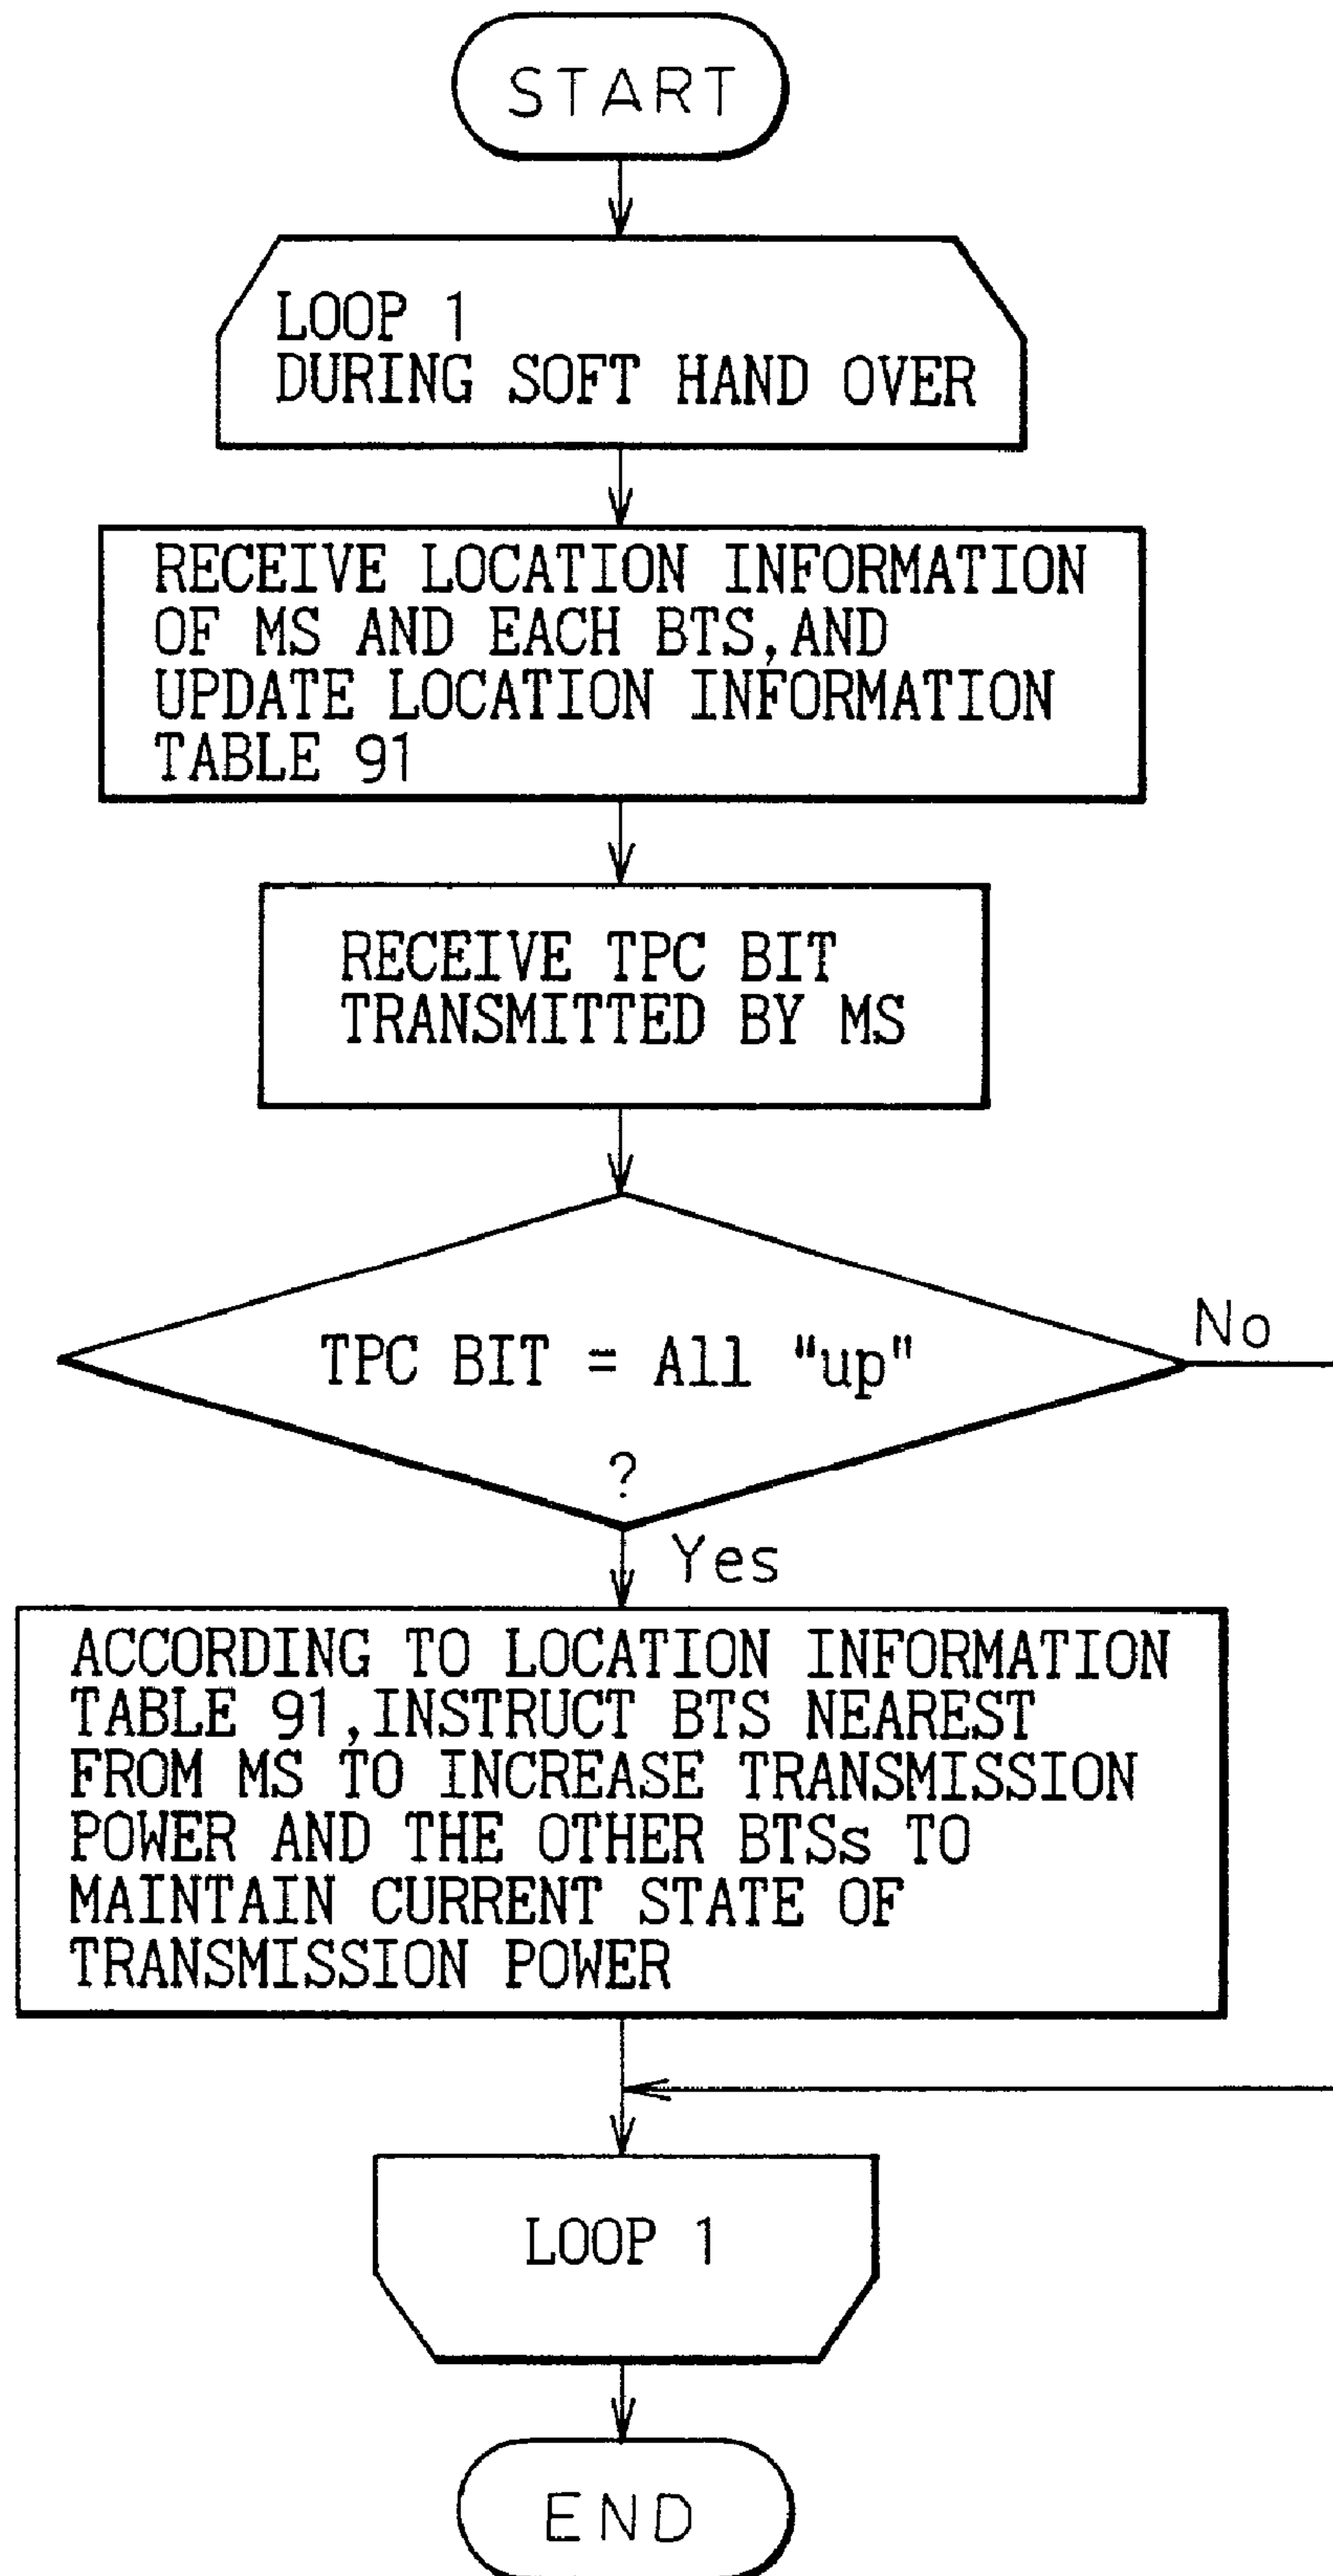 START
LOOP 1
DURING SOFT HAND OVER
RECEIVE LOCATION INFORMATION
OF MS AND EACH BTS,AND
UPDATE LOCATION INFORMATION
TABLE 91
RECEIVE TPC BIT
TRANSMITTED BY MS
TPC BIT = All "up"
?
No
Yes
ACCORDING TO LOCATION INFORMATION
TABLE 91,INSTRUCT BTS NEAREST
FROM MS TO INCREASE TRANSMISSION
POWER AND THE OTHER BTSs TO
MAINTAIN CURRENT STATE OF
TRANSMISSION POWER
LOOP 1
END